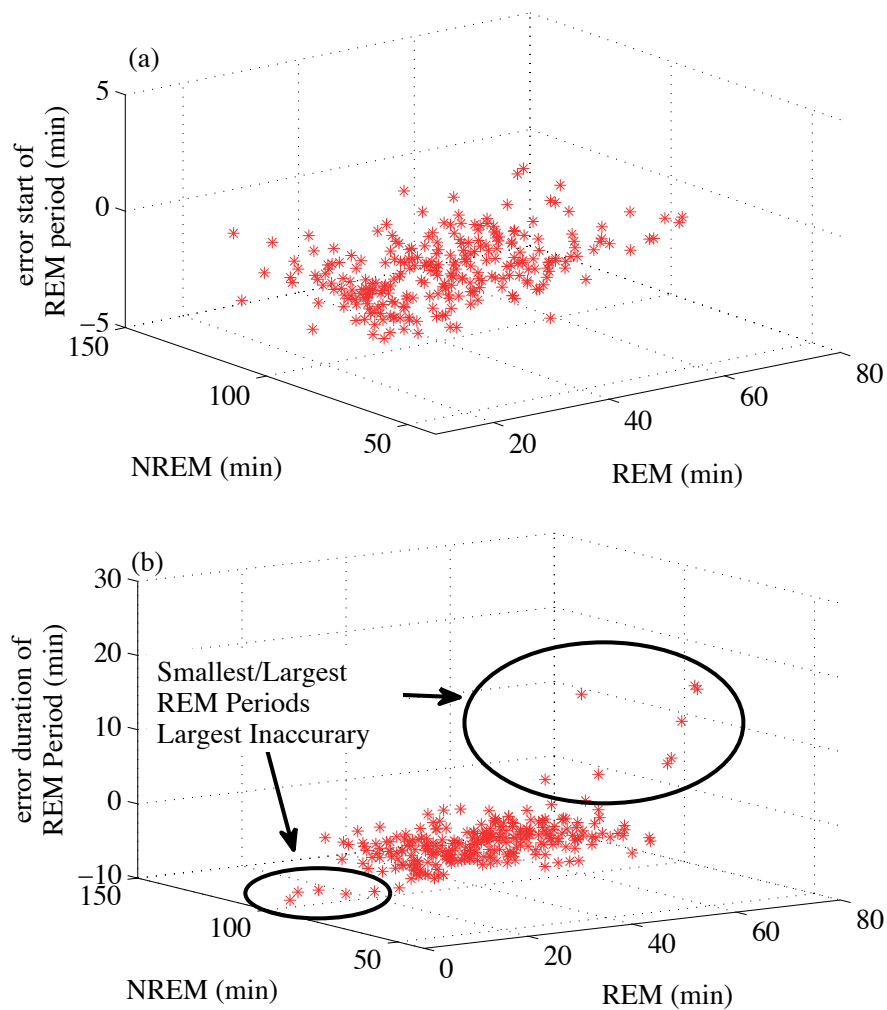 (a)
error start of
REM period (min)
5
0
−5
150
100
50
NREM (min)
20
40
60
80
REM (min)
(b)
error duration of
REM Period (min)
30
20
10
0
−10
Smallest/Largest
REM Periods
Largest Inaccurary
150
100
50
NREM (min)
0
20
40
60
80
REM (min)